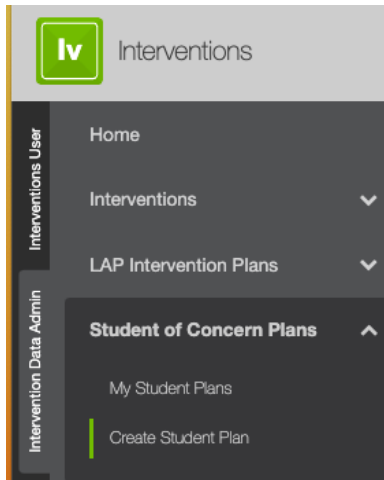 Iv
Interventions
Interventions User
Intervention Data Admin
Home
Interventions
LAP Intervention Plans
Student of Concern Plans
My Student Plans
Create Student Plan